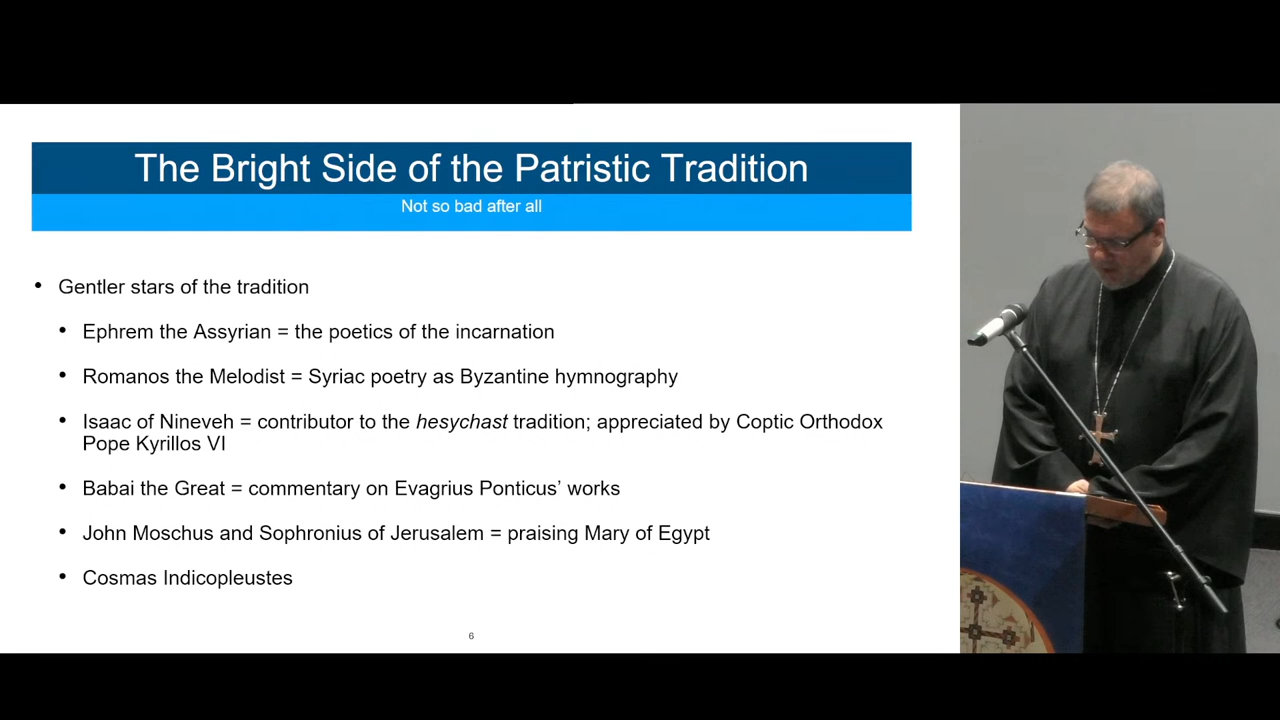 The Bright Side of the Patristic Tradition
Not so bad after all
• Gentler stars of the tradition
• Ephrem the Assyrian = the poetics of the incarnation
• Romanos the Melodist = Syriac poetry as Byzantine hymnography
• Isaac of Nineveh = contributor to the hesychast tradition; appreciated by Coptic Orthodox
Pope Kyrillos VI
• Babai the Great = commentary on Evagrius Ponticus’ works
• John Moschus and Sophronius of Jerusalem = praising Mary of Egypt
• Cosmas Indicopleustes
6